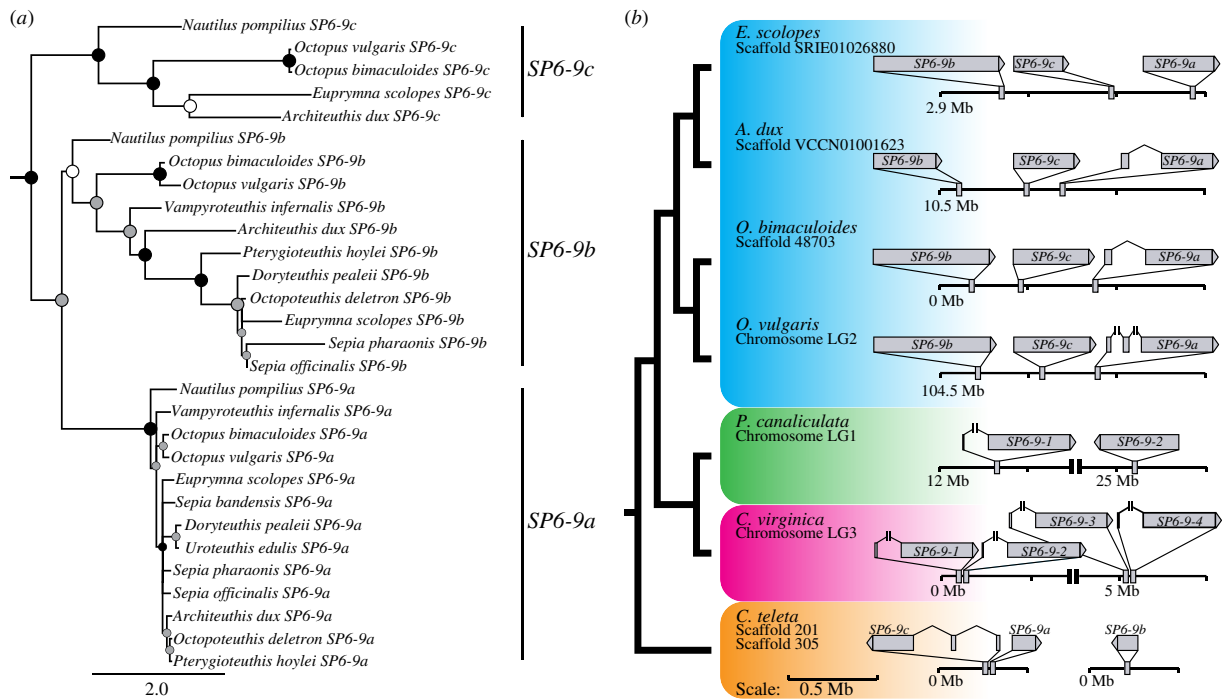 (a)
Nautilus pompilius SP6-9c
Octopus vulgaris SP6-9c
Octopus bimaculoides SP6-9c
Euprymna scolopes SP6-9c
Architeuthis dux SP6-9c
SP6-9c
Nautilus pompilius SP6-9b
Octopus bimaculoides SP6-9b
Octopus vulgaris SP6-9b
Vampyroteuthis infernalis SP6-9b
Architeuthis dux SP6-9b
Pterygioteuthis hoylei SP6-9b
Doryteuthis pealeii SP6-9b
Octopoteuthis deletron SP6-9b
Euprymna scolopes SP6-9b
Sepia pharaonis SP6-9b
Sepia officinalis SP6-9b
SP6-9b
Nautilus pompilius SP6-9a
Vampyroteuthis infernalis SP6-9a
Octopus bimaculoides SP6-9a
Octopus vulgaris SP6-9a
Euprymna scolopes SP6-9a
Sepia bandensis SP6-9a
Doryteuthis pealeii SP6-9a
Uroteuthis edulis SP6-9a
Sepia pharaonis SP6-9a
Sepia officinalis SP6-9a
Architeuthis dux SP6-9a
Octopoteuthis deletron SP6-9a
Pterygioteuthis hoylei SP6-9a
SP6-9a
2.0
(b)
E. scolopes
Scaffold SRIE01026880
SP6-9b SP6-9c SP6-9a
2.9 Mb
A. dux
Scaffold VCCN01001623
SP6-9b SP6-9c SP6-9a
10.5 Mb
O. bimaculoides
Scaffold 48703
SP6-9b SP6-9c SP6-9a
0 Mb
O. vulgaris
Chromosome LG2
SP6-9b SP6-9c SP6-9a
104.5 Mb
P. canaliculata
Chromosome LG1
SP6-9-1 SP6-9-2
12 Mb 25 Mb
C. virginica
Chromosome LG3
SP6-9-3 SP6-9-4
SP6-9-1 SP6-9-2
0 Mb 5 Mb
C. teleta
Scaffold 201
Scaffold 305
SP6-9c SP6-9a SP6-9b
0 Mb 0 Mb
Scale: 0.5 Mb